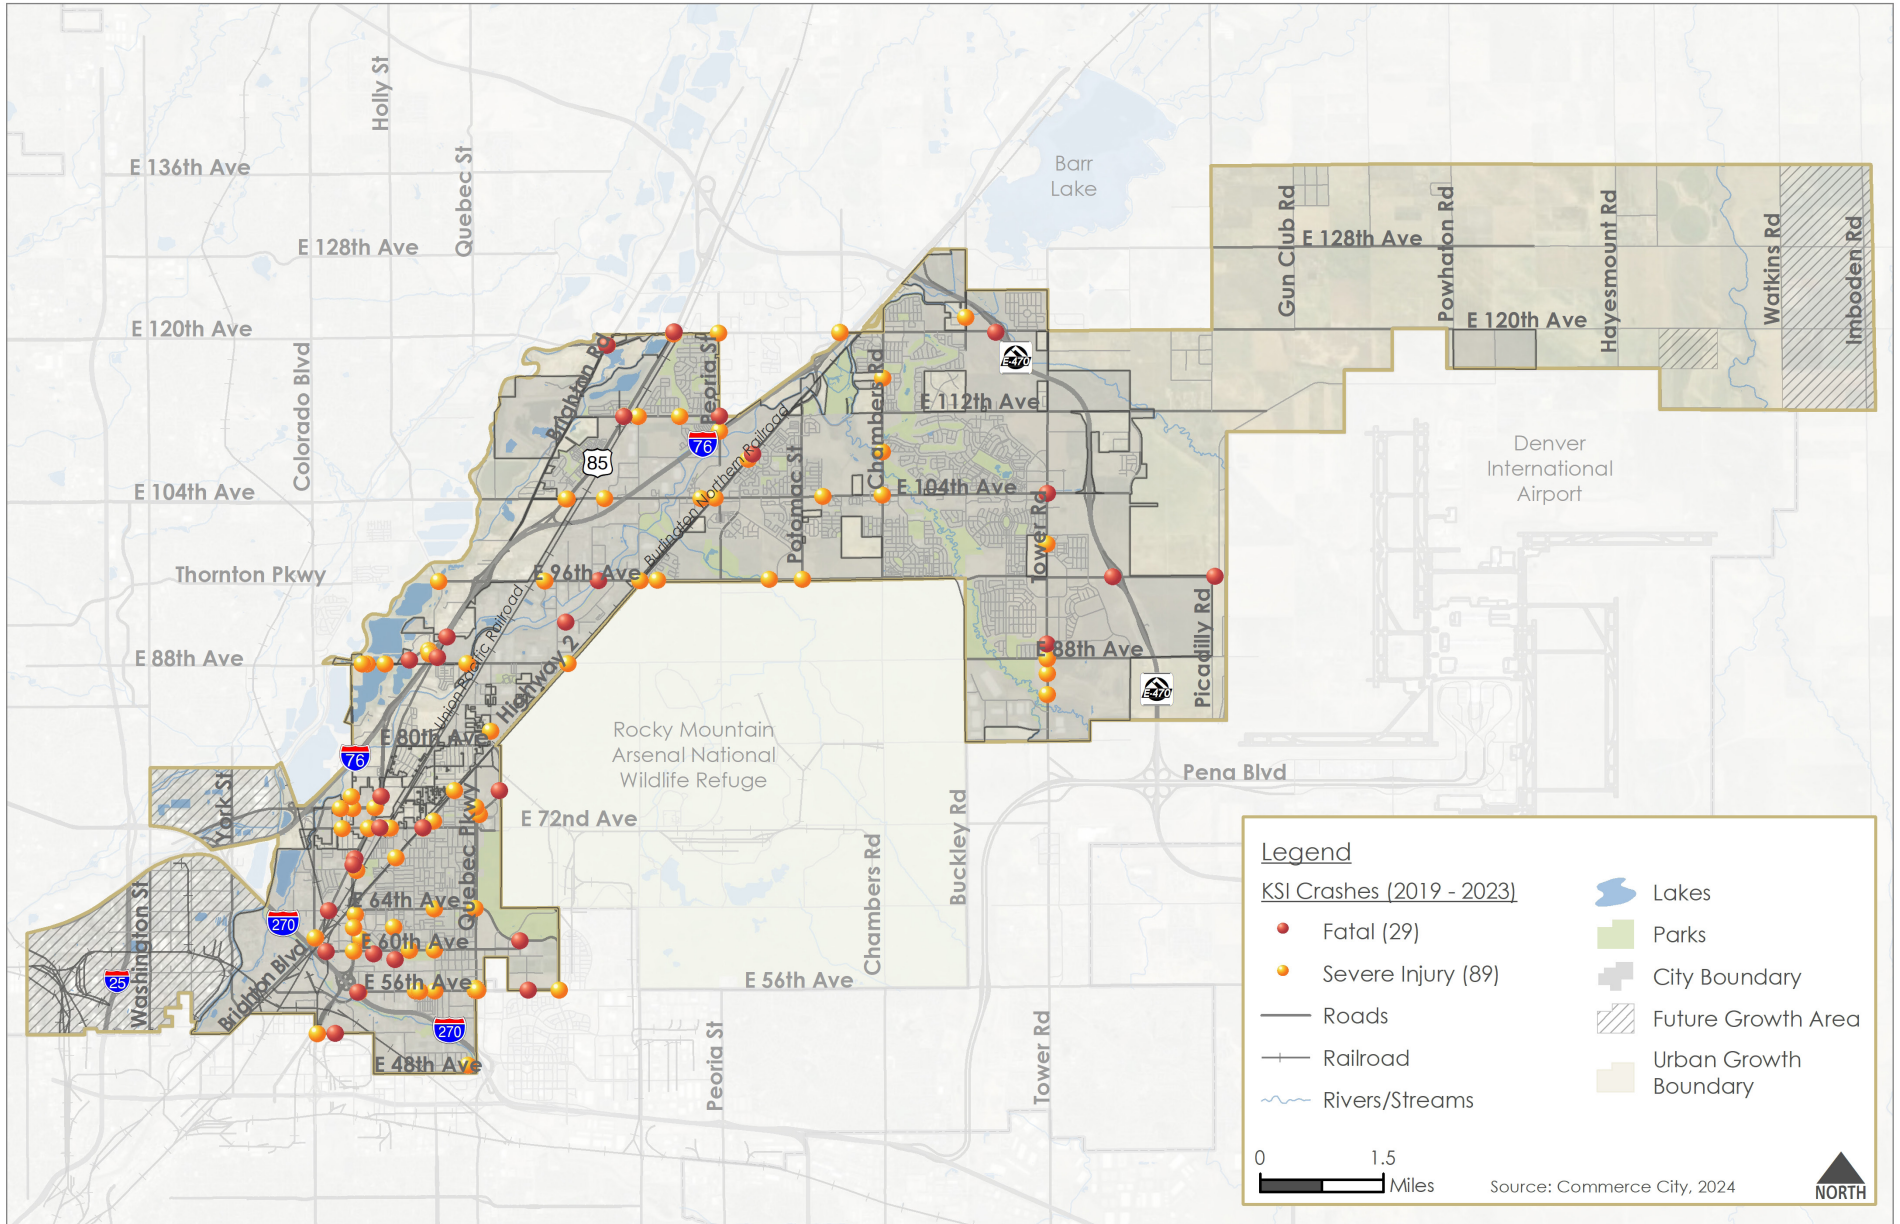 Holly St
Quebec St
E 136th Ave
E 128th Ave
E 120th Ave
Colorado Blvd
E 104th Ave
Thornton Pkwy
E 88th Ave
Barr
Lake
Gun Club Rd
E 128th Ave
Powhaton Rd
Hayesmount Rd
Watkins Rd
Imboden Rd
E 120th Ave
Brighton Rd
Peoria St
85
76
Burlington Northern Railroad
Potomac St
Chambers Rd
E-470
E 112th Ave
E 104th Ave
Tower Rd
Denver
International
Airport
E 96th Ave
Union Pacific Railroad
Highway 2
E 88th Ave
Picadilly Rd
E-470
E 80th Ave
76
Rocky Mountain
Arsenal National
Wildlife Refuge
Pena Blvd
York St
Quebec Pkwy
E 72nd Ave
Chambers Rd
Buckley Rd
Washington St
E 64th Ave
270
E 60th Ave
25
Brighton Blvd
E 56th Ave
E 56th Ave
270
E 48th Ave
Peoria St
Tower Rd
Legend
KSI Crashes (2019 - 2023)
Fatal (29)
Severe Injury (89)
Roads
Railroad
Rivers/Streams
Lakes
Parks
City Boundary
Future Growth Area
Urban Growth
Boundary
0
1.5
Miles
Source: Commerce City, 2024
NORTH